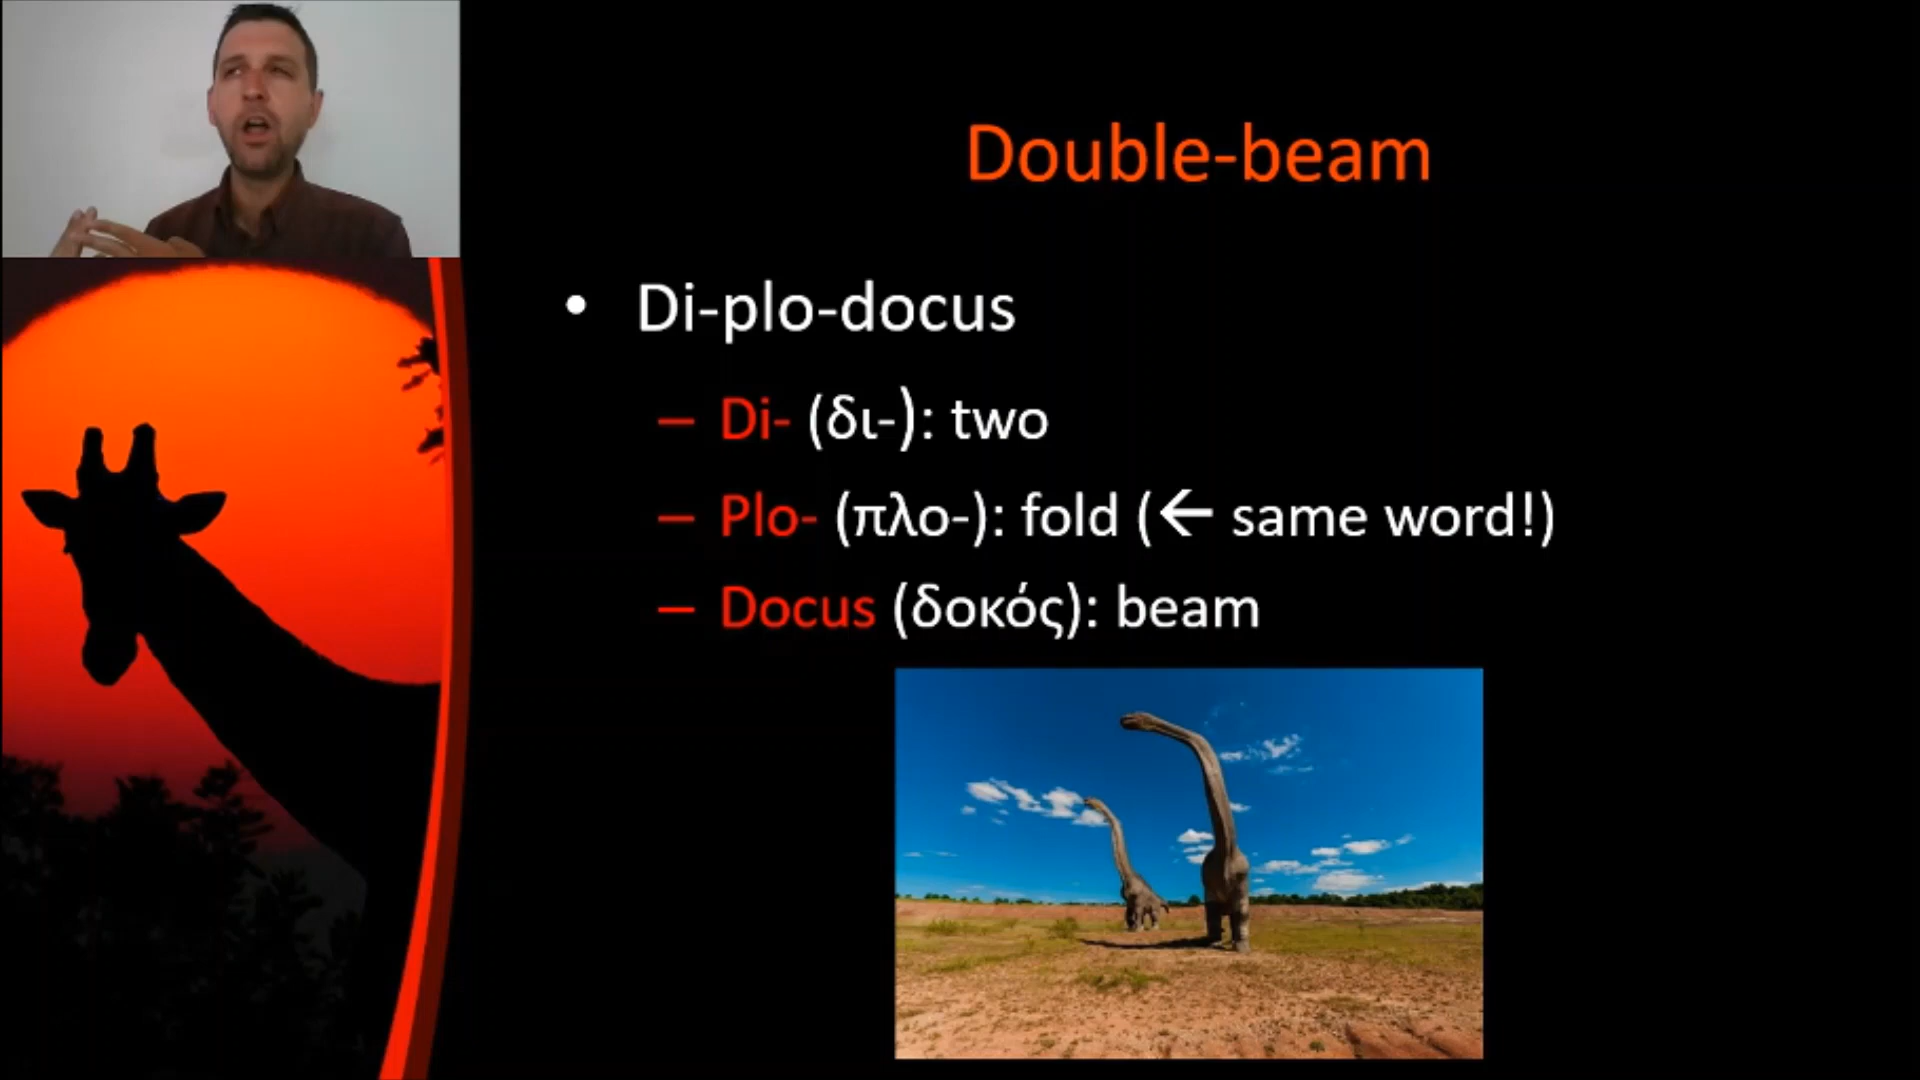 Double-beam
• Di-plo-docus
– Di- (δι-): two
– Plo- (πλο-): fold (← same word!)
– Docus (δοκός): beam